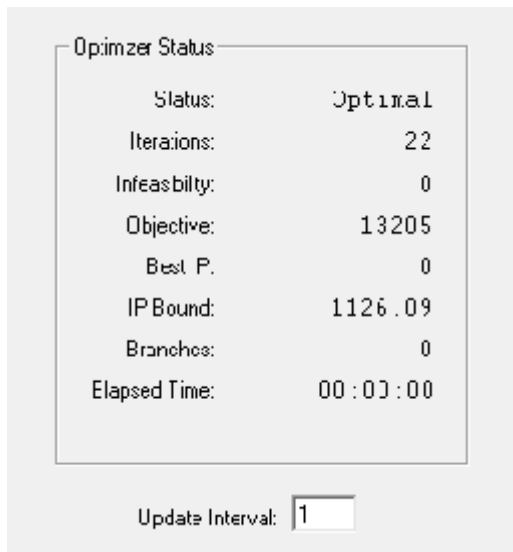 Optimizer Status
Status: Optimal
Iterations: 22
Infeasibility: 0
Objective: 13205
Best IP: 0
IP Bound: 1126.09
Branches: 0
Elapsed Time: 00:00:00
Update Interval: 1